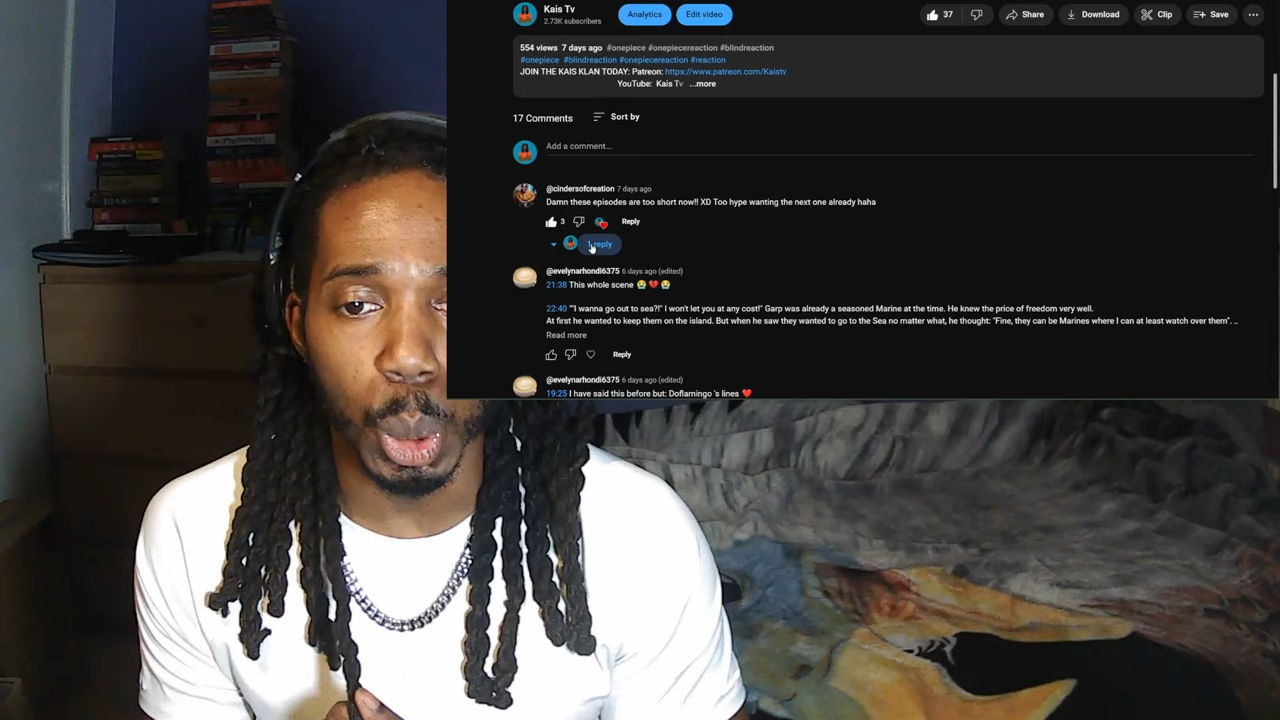 Kais Tv
2.73K subscribers
Analytics
Edit video
37
Share
Download
Clip
Save
554 views 7 days ago #onepiece #onepiecereaction #blindreaction
#onepiece #blindreaction #onepiecereaction #reaction
JOIN THE KAIS KLAN TODAY: Patreon: https://www.patreon.com/Kaistv
YouTube: Kais Tv ...more
17 Comments
Sort by
Add a comment...
@cindersofcreation 7 days ago
Damn these episodes are too short now!! XD Too hype wanting the next one already haha
3
Reply
1 reply
@evelynarhondi6375 6 days ago (edited)
21:38 This whole scene 😭💔😭
22:40 "'I wanna go out to sea?!" I won't let you at any cost!" Garp was already a seasoned Marine at the time. He knew the price of freedom very well.
At first he wanted to keep them on the island. But when he saw they wanted to go to the Sea no matter what, he thought: "Fine, they can be Marines where I can at least watch over them". ..
Read more
Reply
@evelynarhondi6375 6 days ago (edited)
19:25 I have said this before but: Doflamingo 's lines ❤️